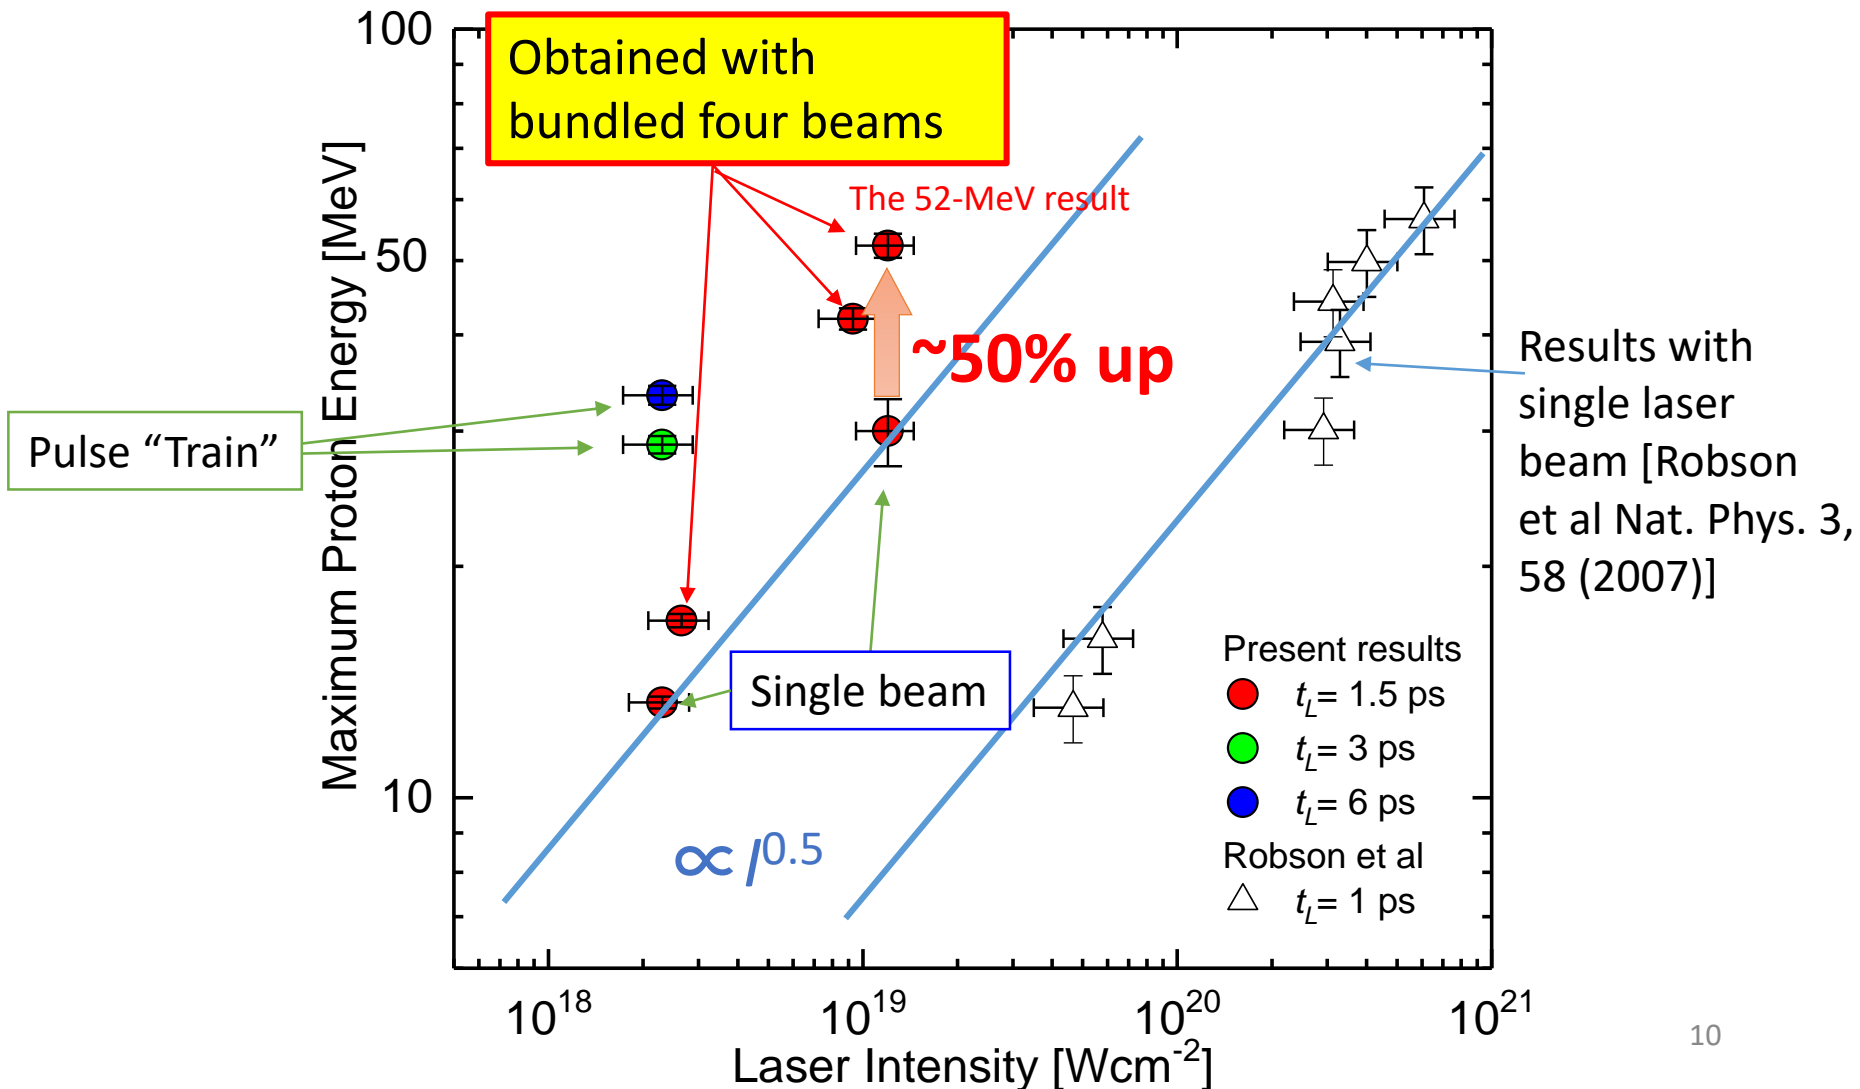 100
Obtained with
bundled four beams
The 52-MeV result
50
~50% up
Pulse “Train”
Results with
single laser
beam [Robson
et al Nat. Phys. 3,
58 (2007)]
Single beam
Present results
t_L= 1.5 ps
t_L= 3 ps
t_L= 6 ps
Robson et al
t_L= 1 ps
10
∝I^0.5
Maximum Proton Energy [MeV]
10^18 10^19 10^20 10^21
Laser Intensity [Wcm^-2]
10